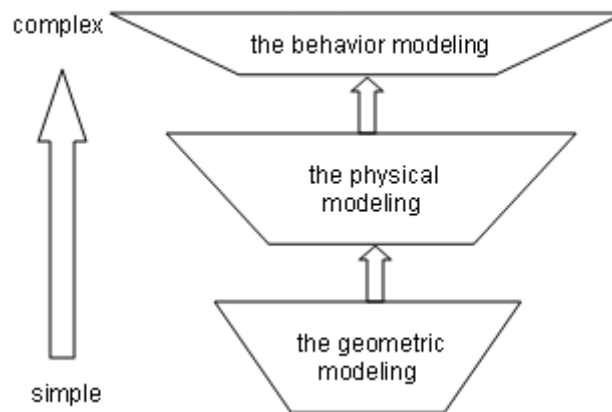 complex
the behavior modeling
the physical
modeling
the geometric
modeling
simple